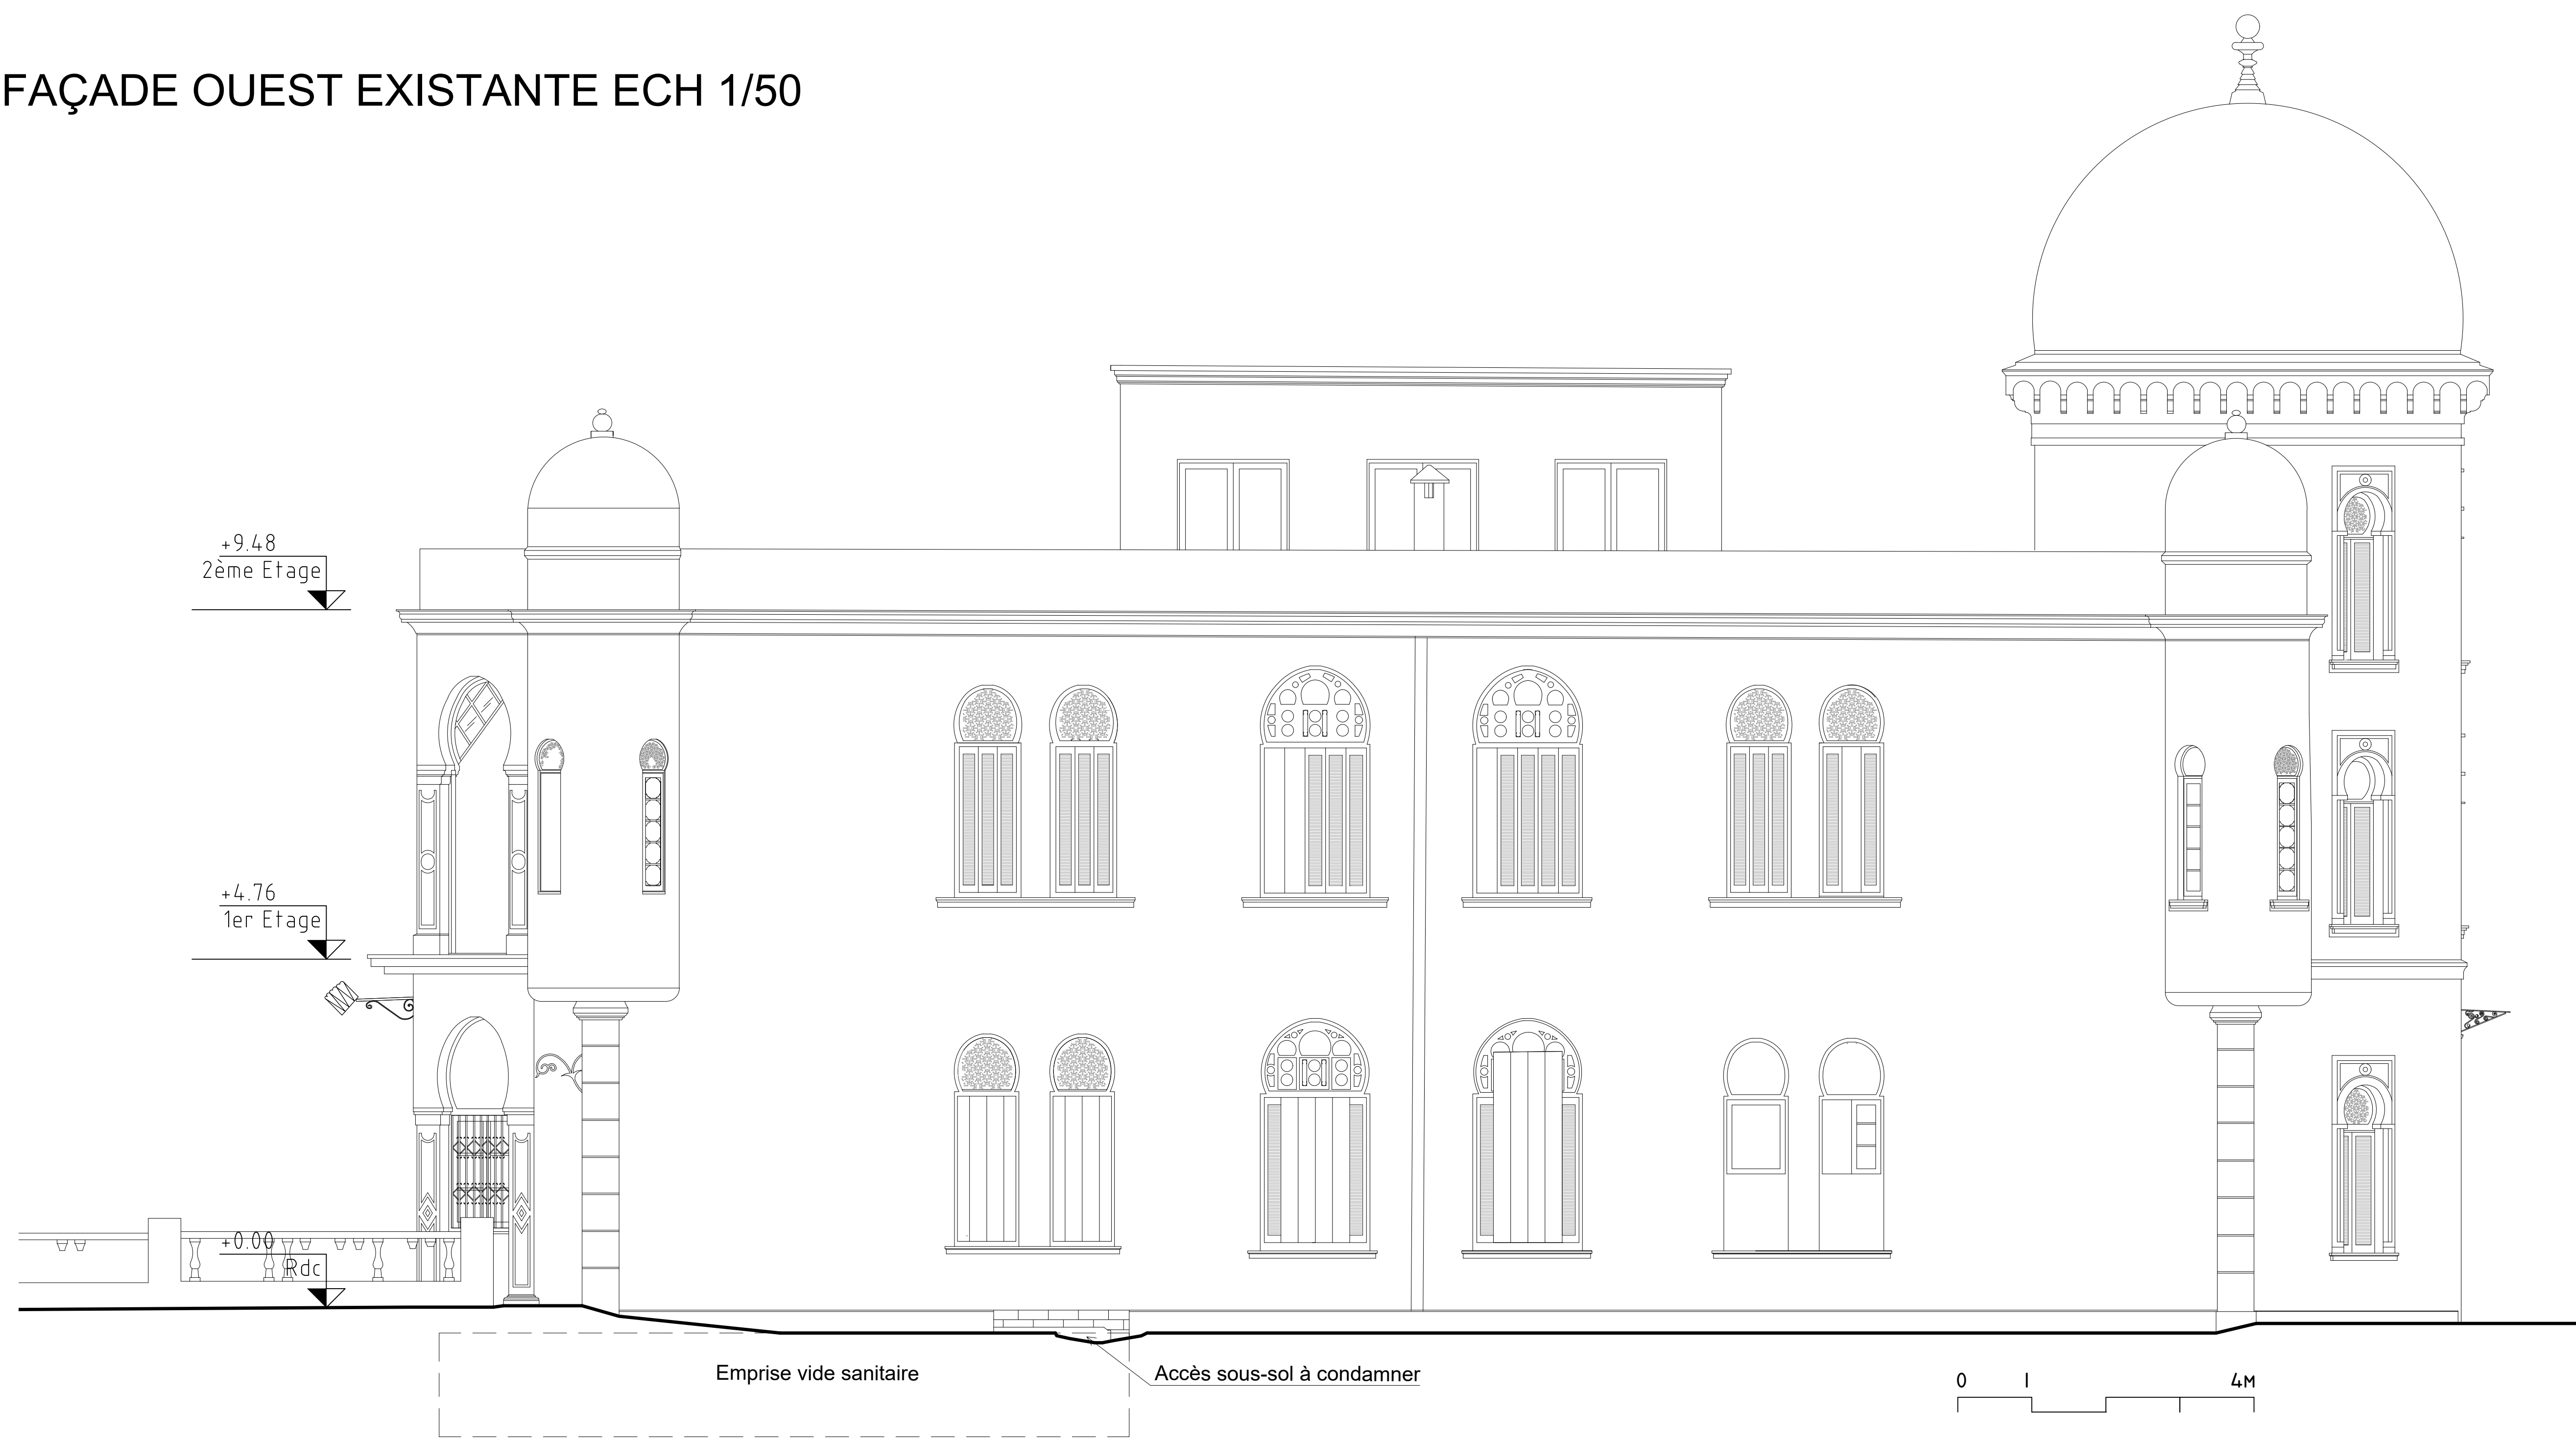 FAÇADE OUEST EXISTANTE ECH 1/50
+9.48
2ème Etage
+4.76
1er Etage
+0.00
Rdc
Emprise vide sanitaire
Accès sous-sol à condamner
0 1 4M